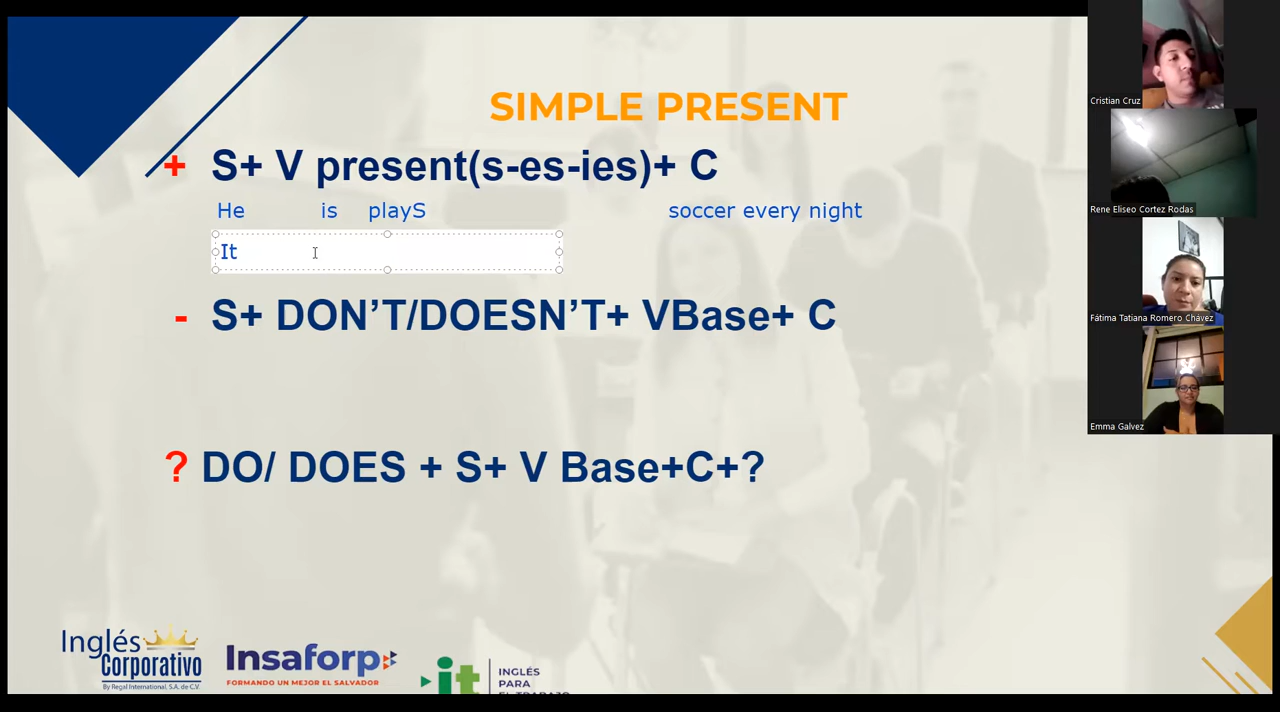 SIMPLE PRESENT
+ S+ V present(s-es-ies)+ C
He is playS soccer every night
It
- S+ DON’T/DOESN’T+ VBase+ C
? DO/ DOES + S+ V Base+C+?
Inglés
Corporativo
By Regal International, S.A. de C.V.
Insaforp
FORMANDO UN MEJOR EL SALVADOR
it
INGLÉS
PARA
EL TRABAJO
Cristian Cruz
Rene Eliseo Cortez Rodas
Fátima Tatiana Romero Chávez
Emma Galvez